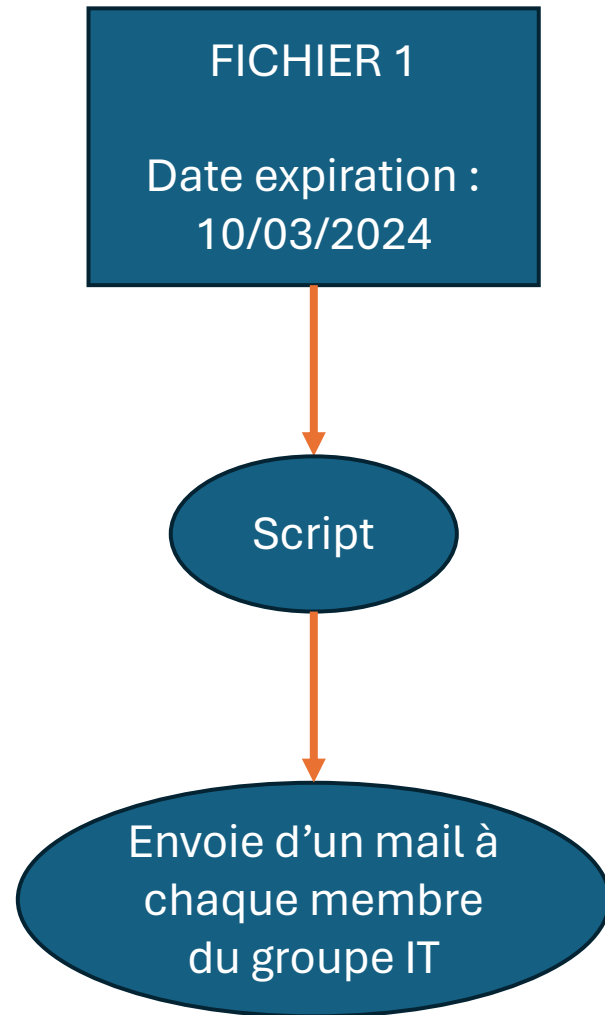 FICHIER 1
Date expiration :
10/03/2024
Script
Envoie d’un mail à
chaque membre
du groupe IT